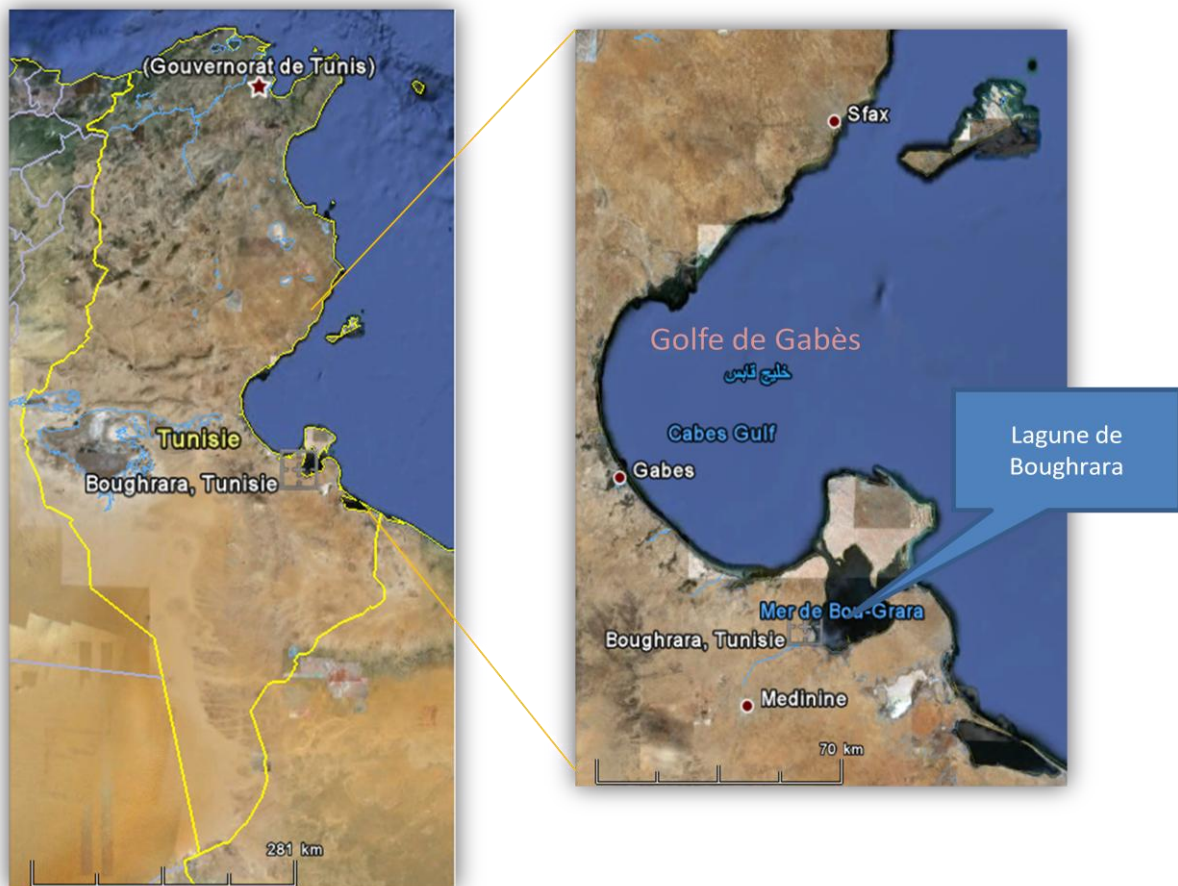 (Gouvernorat de Tunis)
Tunisie
Boughrara, Tunisie
281 km
Sfax
Golfe de Gabès
خليج قابس
Cabes Gulf
Gabes
Lagune de
Boughrara
Mer de Bou-Grara
Boughrara, Tunisie
Medinine
70 km